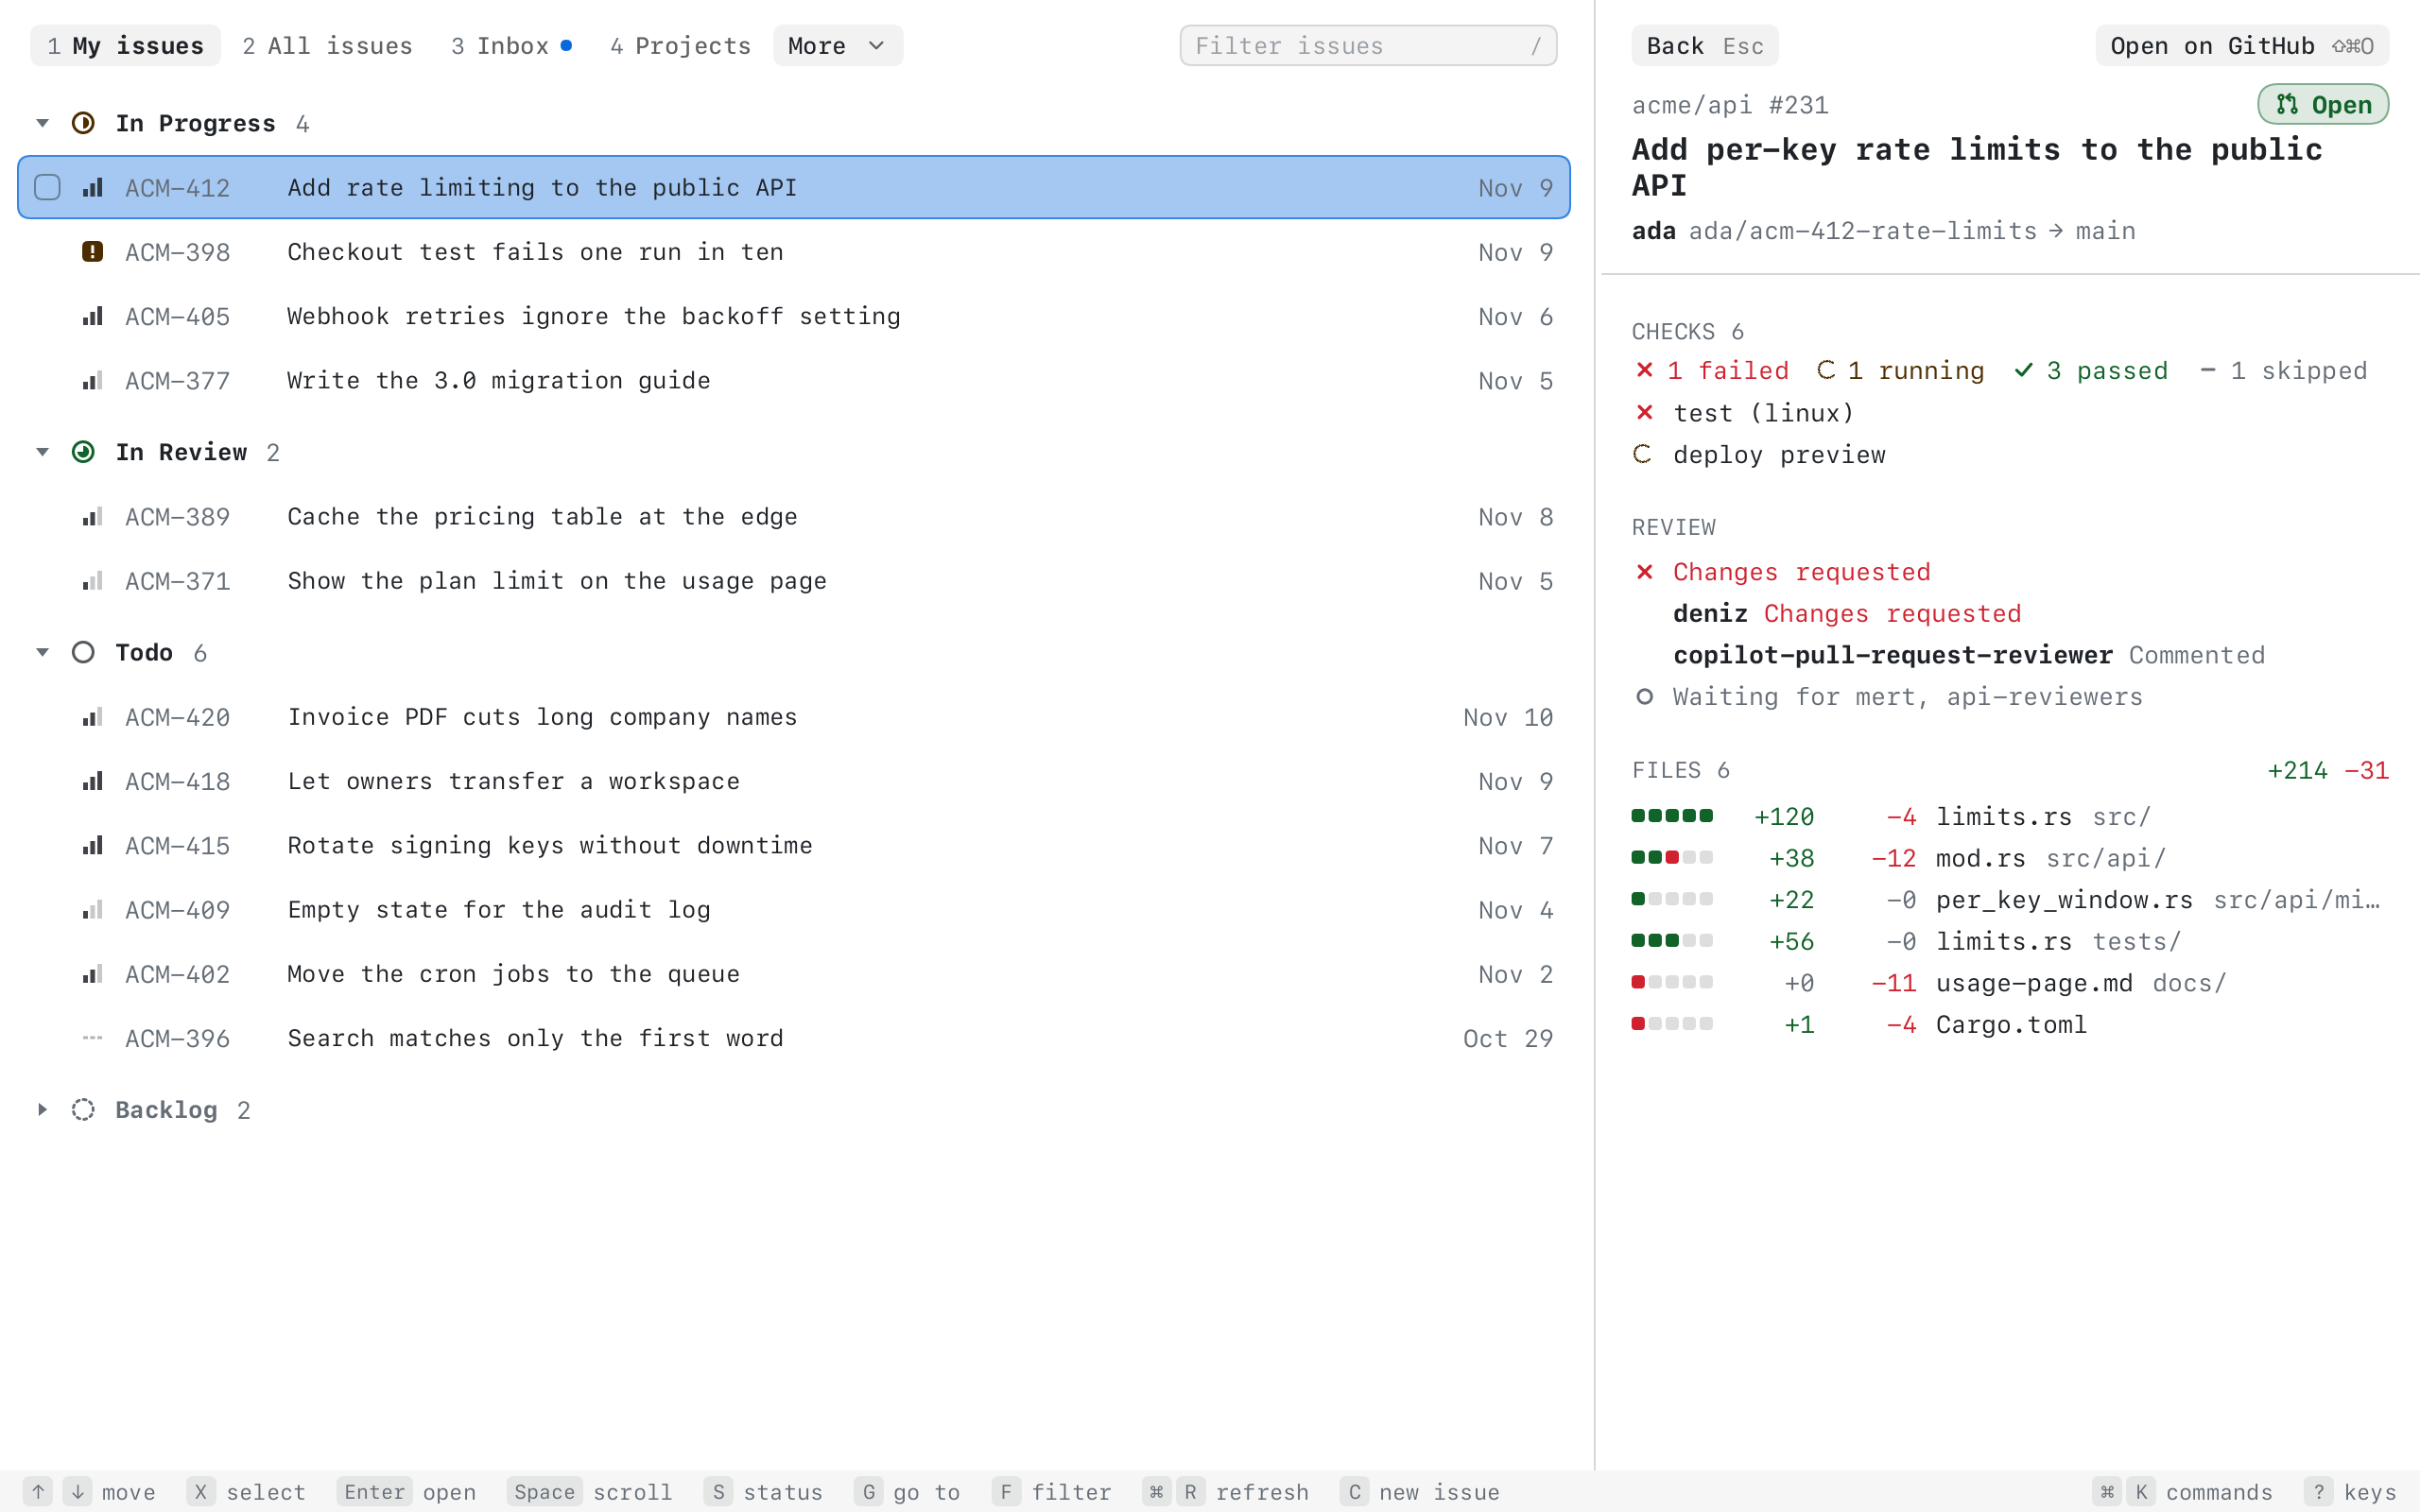 1 My issues 2 All issues 3 Inbox 4 Projects More Filter issues /
In Progress 4
ACM-412 Add rate limiting to the public API Nov 9
ACM-398 Checkout test fails one run in ten Nov 9
ACM-405 Webhook retries ignore the backoff setting Nov 6
ACM-377 Write the 3.0 migration guide Nov 5
In Review 2
ACM-389 Cache the pricing table at the edge Nov 8
ACM-371 Show the plan limit on the usage page Nov 5
Todo 6
ACM-420 Invoice PDF cuts long company names Nov 10
ACM-418 Let owners transfer a workspace Nov 9
ACM-415 Rotate signing keys without downtime Nov 7
ACM-409 Empty state for the audit log Nov 4
ACM-402 Move the cron jobs to the queue Nov 2
ACM-396 Search matches only the first word Oct 29
Backlog 2
Back Esc Open on GitHub ⇧⌘O
acme/api #231 Open
Add per-key rate limits to the public
API
ada ada/acm-412-rate-limits → main
CHECKS 6
1 failed 1 running 3 passed 1 skipped
test (linux)
deploy preview
REVIEW
Changes requested
deniz Changes requested
copilot-pull-request-reviewer Commented
Waiting for mert, api-reviewers
FILES 6 +214 -31
+120 -4 limits.rs src/
+38 -12 mod.rs src/api/
+22 -0 per_key_window.rs src/api/mi…
+56 -0 limits.rs tests/
+0 -11 usage-page.md docs/
+1 -4 Cargo.toml
↑ ↓ move X select Enter open Space scroll S status G go to F filter ⌘ R refresh C new issue ⌘ K commands ? keys